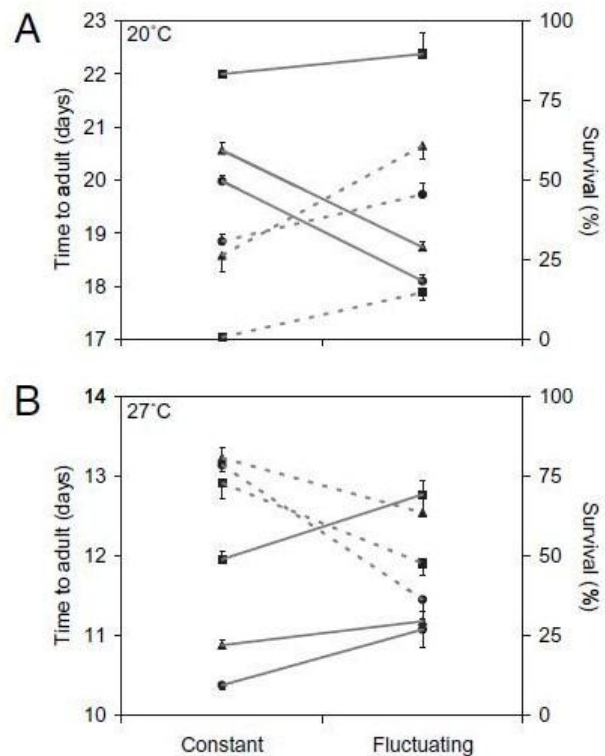 A
20˚C
Time to adult (days)
23
22
21
20
19
18
17
100
75
50
25
0
Survival (%)
B
27˚C
Time to adult (days)
14
13
12
11
10
100
75
50
25
0
Survival (%)
Constant
Fluctuating